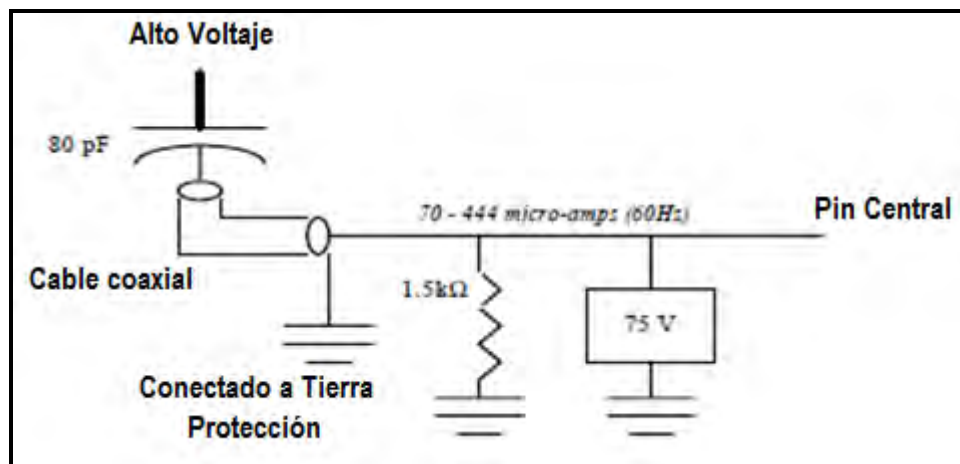 Alto Voltaje
80 pF
70 - 444 micro-amps (60Hz)
Pin Central
Cable coaxial
1.5kΩ
75 V
Conectado a Tierra
Protección